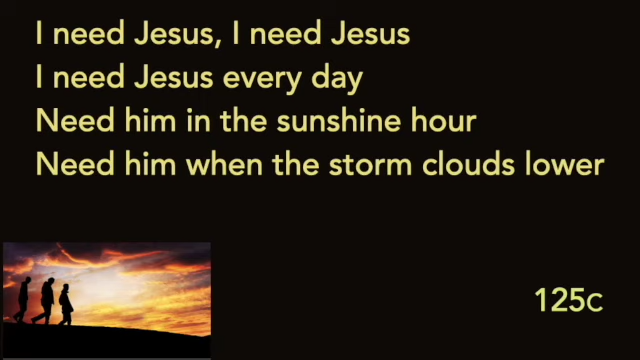 I need Jesus, I need Jesus
I need Jesus every day
Need him in the sunshine hour
Need him when the storm clouds lower
125c